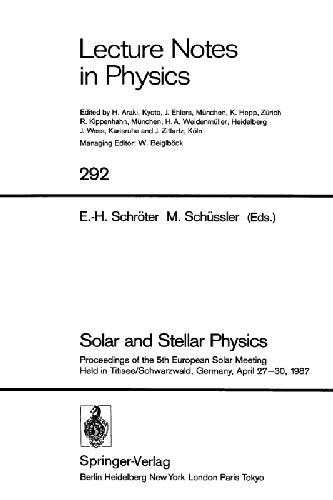 Lecture Notes
in Physics
Edited by H. Araki, Kyoto, J. Ehlers, München, K. Hepp, Zürich
R. Kippenhahn, München, H. A. Weidenmüller, Heidelberg
J. Wess, Karlsruhe and J. Zittartz, Köln
Managing Editor: W. Beiglböck
292
E.-H. Schröter M. Schüssler (Eds.)
Solar and Stellar Physics
Proceedings of the 5th European Solar Meeting
Held in Titisee/Schwarzwald, Germany, April 27–30, 1987
Springer-Verlag
Berlin Heidelberg New York London Paris Tokyo